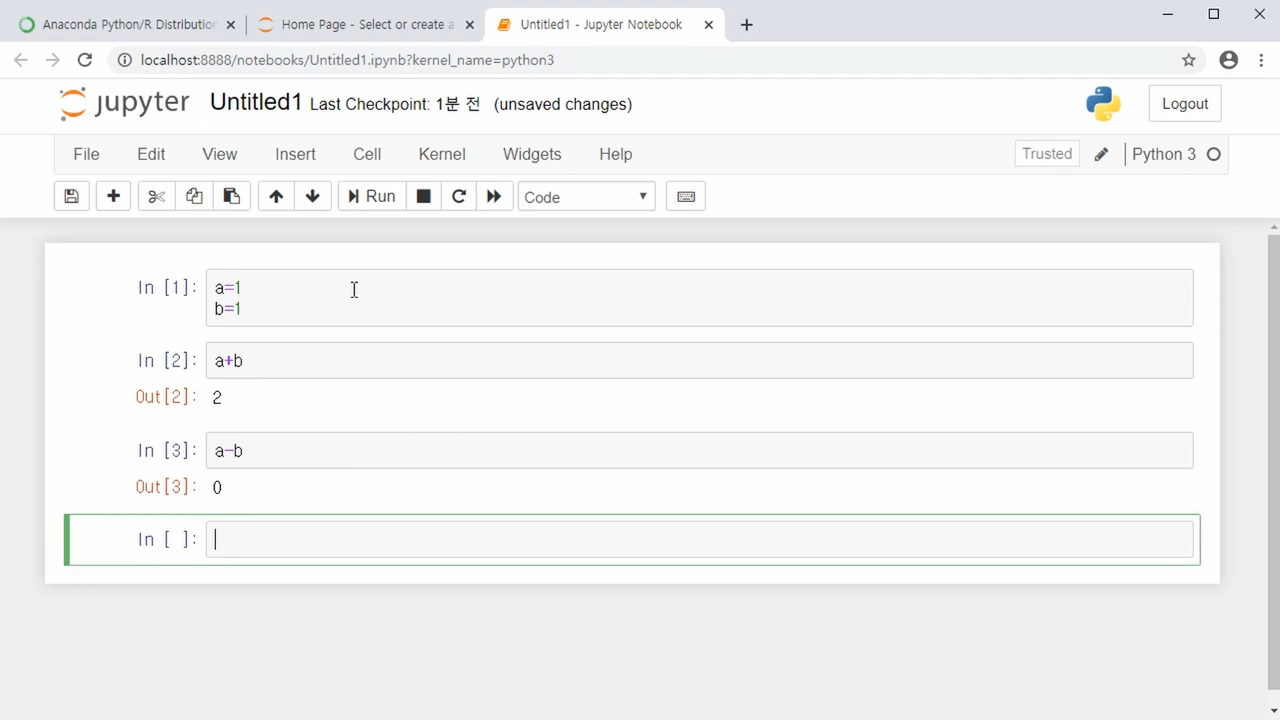 Anaconda Python/R Distribution
Home Page - Select or create a
Untitled1 - Jupyter Notebook
localhost:8888/notebooks/Untitled1.ipynb?kernel_name=python3
jupyter Untitled1 Last Checkpoint: 1분 전 (unsaved changes)
Logout
File Edit View Insert Cell Kernel Widgets Help
Trusted
Python 3
Run
Code
In [1]: a=1
b=1
In [2]: a+b
Out[2]: 2
In [3]: a-b
Out[3]: 0
In [ ]: